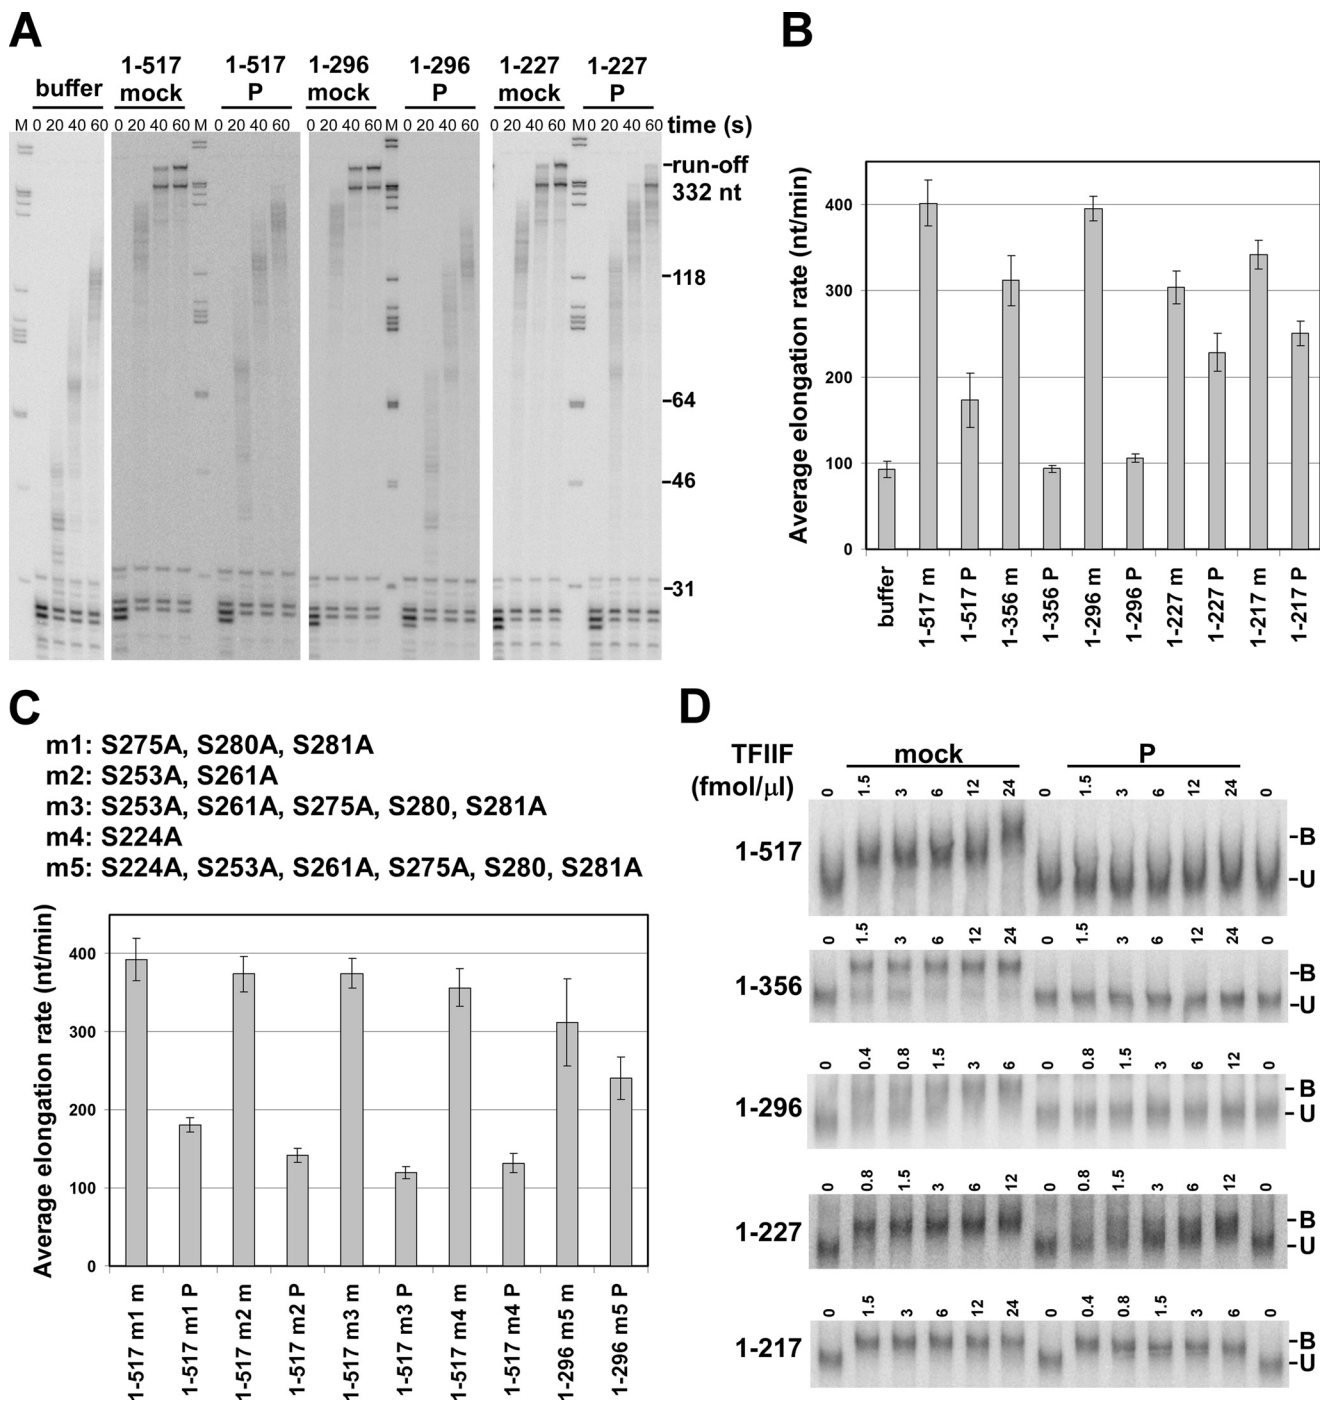 A
buffer
1-517 mock
1-517 P
1-296 mock
1-296 P
1-227 mock
1-227 P
M 0 20 40 60 0 20 40 60 M 0 20 40 60 0 20 40 60 M 0 20 40 60 0 20 40 60 M 0 20 40 60 time (s)
-run-off
332 nt
-118
-64
-46
-31
B
Average elongation rate (nt/min)
400
300
200
100
0
buffer
1-517 m
1-517 P
1-356 m
1-356 P
1-296 m
1-296 P
1-227 m
1-227 P
1-217 m
1-217 P
C
m1: S275A, S280A, S281A
m2: S253A, S261A
m3: S253A, S261A, S275A, S280, S281A
m4: S224A
m5: S224A, S253A, S261A, S275A, S280, S281A
Average elongation rate (nt/min)
400
300
200
100
0
1-517 m1 m
1-517 m1 P
1-517 m2 m
1-517 m2 P
1-517 m3 m
1-517 m3 P
1-517 m4 m
1-517 m4 P
1-296 m5 m
1-296 m5 P
D
TFIIF mock P
(fmol/µl) 0 1.5 3 6 12 24 0 1.5 3 6 12 24 0
1-517
-B
-U
0 1.5 3 6 12 24 0 1.5 3 6 12 24 0
1-356
-B
-U
0 0.4 0.8 1.5 3 6 0 0.8 1.5 3 6 12 0
1-296
-B
-U
0 0.8 1.5 3 6 12 0 0.8 1.5 3 6 12 0
1-227
-B
-U
0 1.5 3 6 12 24 0 0.4 0.8 1.5 3 6 0
1-217
-B
-U